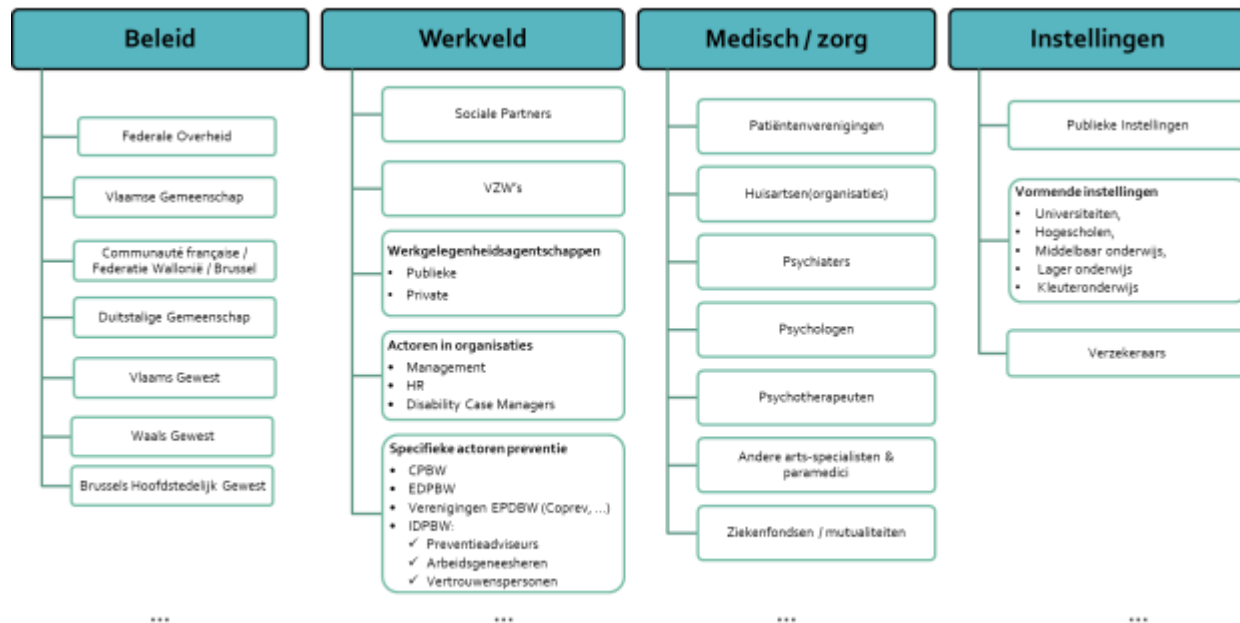 Beleid
Federale Overheid
Vlaamse Gemeenschap
Communauté française /
Federatie Wallonië / Brussel
Duitstalige Gemeenschap
Vlaams Gewest
Waals Gewest
Brussels Hoofdstedelijk Gewest
...
Werkveld
Sociale Partners
VZW's
Werkgelegenheidsagentschappen
• Publieke
• Private
Actoren in organisaties
• Management
• HR
• Disability Case Managers
Specifieke actoren preventie
• CPBW
• EDPBW
• Verenigingen EPDBW (Coprev, ...)
• IDPBW:
✓ Preventieadviseurs
✓ Arbeidsgeneesheren
✓ Vertrouwenspersonen
...
Medisch / zorg
Patiëntenverenigingen
Huisartsen(organisaties)
Psychiaters
Psychologen
Psychotherapeuten
Andere arts-specialisten &
paramedici
Ziekenfondsen / mutualiteiten
...
Instellingen
Publieke Instellingen
Vormende instellingen
• Universiteiten,
• Hogescholen,
• Middelbaar onderwijs,
• Lager onderwijs
• Kleuteronderwijs
Verzekeraars
...